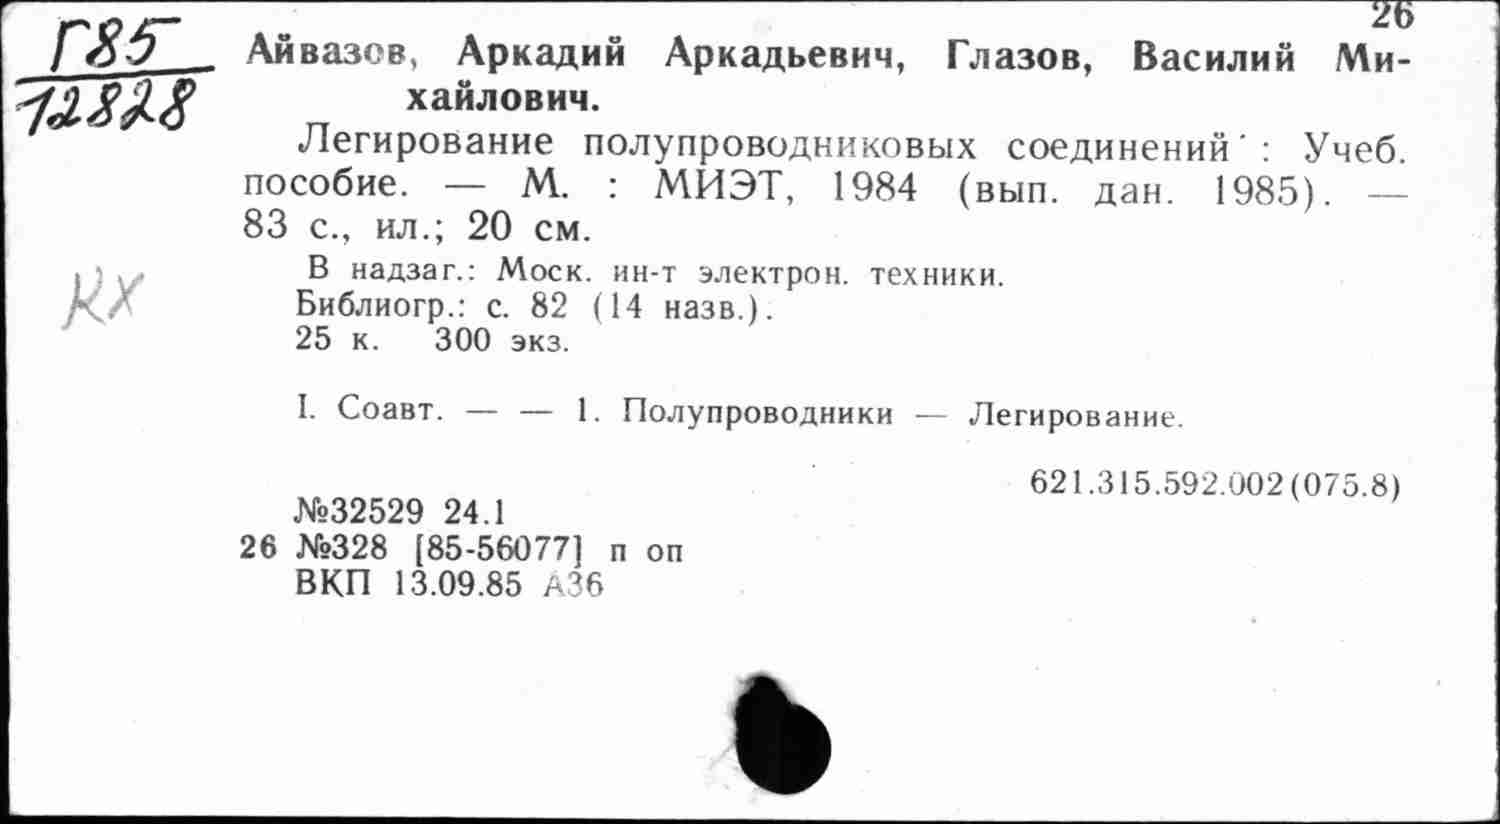 26
Г85
12828
Айвазов, Аркадий Аркадьевич, Глазов, Василий Ми-
хайлович.
Легирование полупроводниковых соединений : Учеб.
пособие. — М. : МИЭТ, 1984 (вып. дан. 1985). —
83 с., ил.; 20 см.
В надзаг.: Моск. ин-т электрон. техники.
Библиогр.: с. 82 (14 назв.).
25 к. 300 экз.
КХ
I. Соавт. — — 1. Полупроводники — Легирование.
621.315.592.002(075.8)
№32529 24.1
26 №328 [85-56077] п оп
ВКП 13.09.85 А36